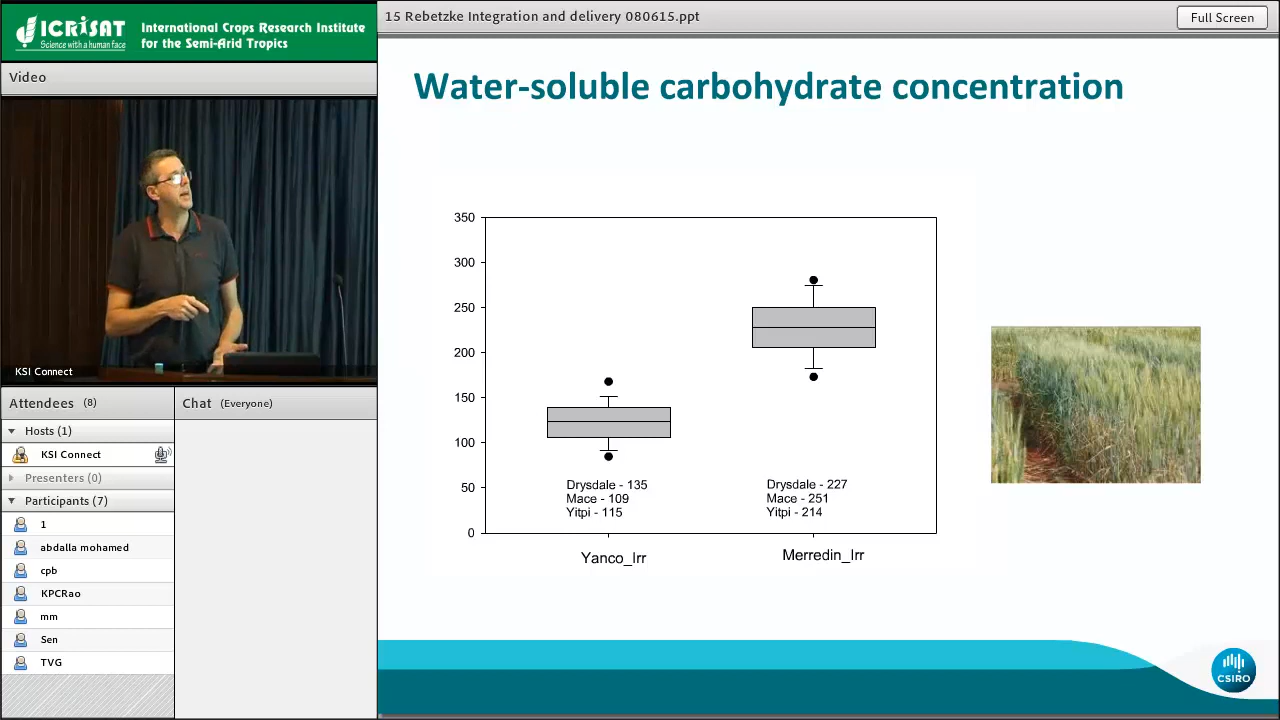 ICRISAT
Science with a human face
International Crops Research Institute
for the Semi-Arid Tropics
15 Rebetzke Integration and delivery 080615.ppt
Full Screen
Video
KSI Connect
Attendees (8)
Hosts (1)
KSI Connect
Presenters (0)
Participants (7)
1
abdalla mohamed
cpb
KPCRao
mm
Sen
TVG
Chat (Everyone)
Water-soluble carbohydrate concentration
350
300
250
200
150
100
50
0
Drysdale - 135
Mace - 109
Yitpi - 115
Drysdale - 227
Mace - 251
Yitpi - 214
Yanco_Irr
Merredin_Irr
CSIRO